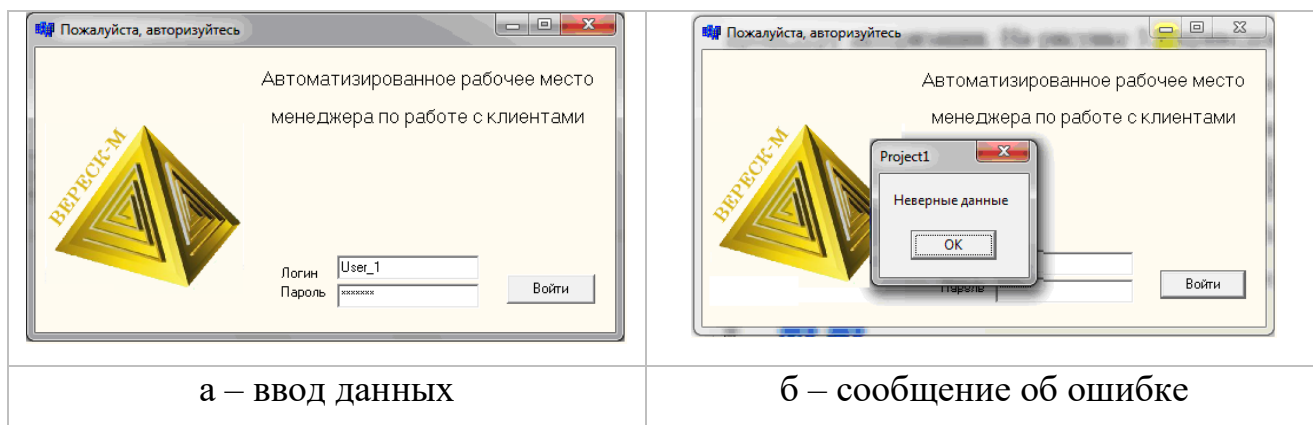 Пожалуйста, авторизуйтесь
Автоматизированное рабочее место
менеджера по работе с клиентами
ВЕРЕСК-М
Логин User_1
Пароль xxxxxxx
Войти
Пожалуйста, авторизуйтесь
Автоматизированное рабочее место
менеджера по работе с клиентами
ВЕРЕСК-М
Project1
Неверные данные
OK
Пароль
Войти
а – ввод данных
б – сообщение об ошибке